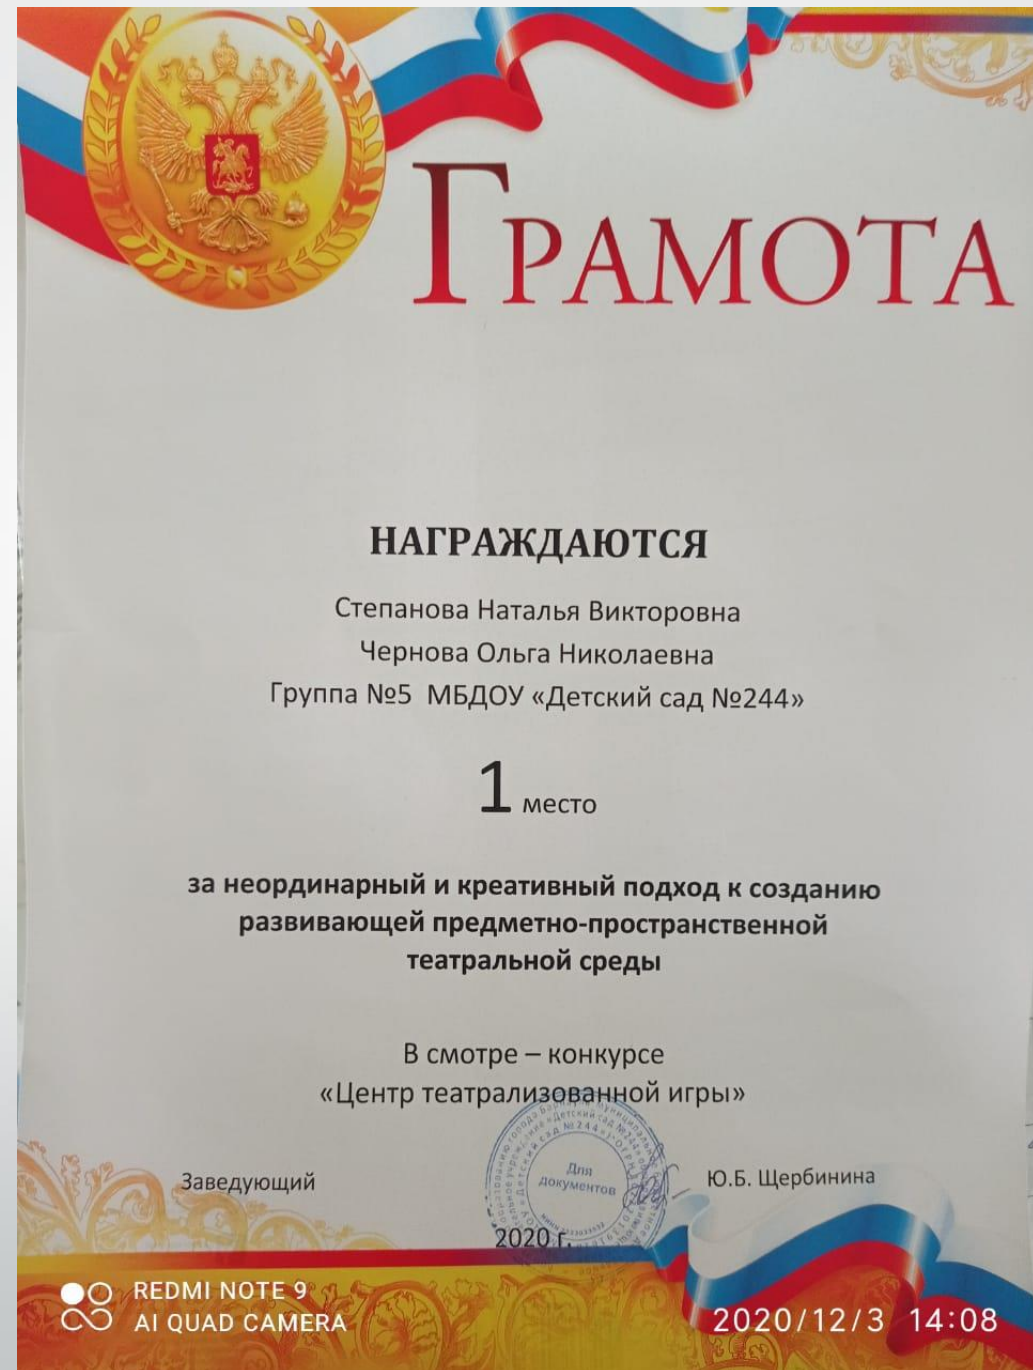 ГРАМОТА
НАГРАЖДАЮТСЯ
Степанова Наталья Викторовна
Чернова Ольга Николаевна
Группа №5 МБДОУ «Детский сад №244»
1 место
за неординарный и креативный подход к созданию
развивающей предметно-пространственной
театральной среды
В смотре – конкурсе
«Центр театрализованной игры»
Для
документов
Заведующий
Ю.Б. Щербинина
2020 г.
REDMI NOTE 9
AI QUAD CAMERA
2020/12/3 14:08